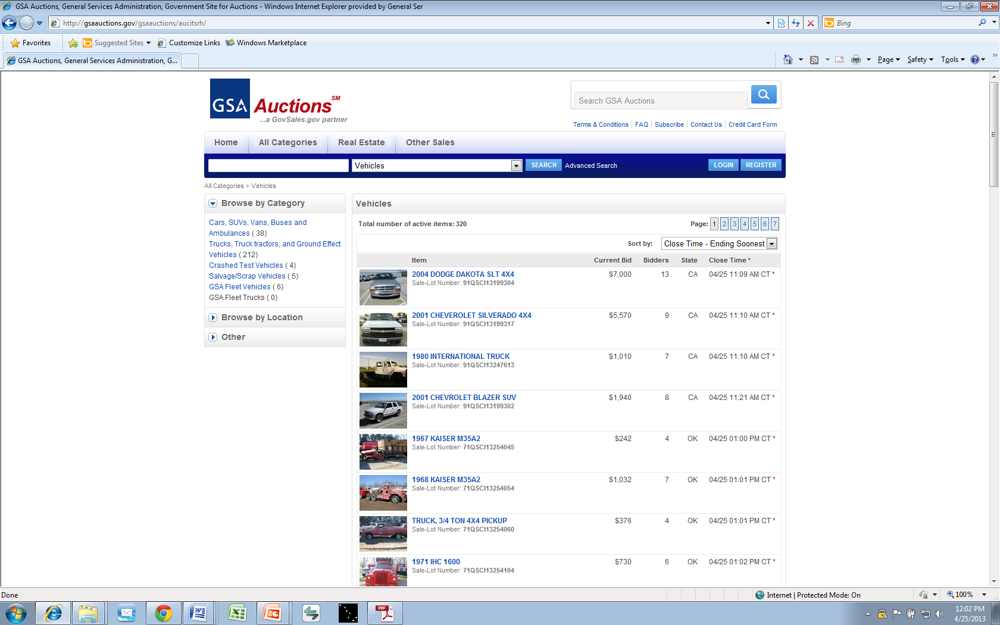 GSA Auctions, General Services Administration, Government Site for Auctions - Windows Internet Explorer provided by General Ser
http://gsaauctions.gov/gsaauctions/aucitsrh/
Bing
Favorites
Suggested Sites
Customize Links
Windows Marketplace
GSA Auctions, General Services Administration, G...
Page
Safety
Tools
GSA Auctions SM
...a GovSales.gov partner
Search GSA Auctions
Terms & Conditions
FAQ
Subscribe
Contact Us
Credit Card Form
Home
All Categories
Real Estate
Other Sales
Vehicles
SEARCH
Advanced Search
LOGIN
REGISTER
All Categories > Vehicles
Browse by Category
Cars, SUVs, Vans, Buses and
Ambulances ( 38)
Trucks, Truck tractors, and Ground Effect
Vehicles ( 212)
Crashed Test Vehicles ( 4)
Salvage/Scrap Vehicles ( 5)
GSA Fleet Vehicles ( 6)
GSA Fleet Trucks ( 0)
Browse by Location
Other
Vehicles
Total number of active items: 320
Page: 1 2 3 4 5 6 7
Sort by: Close Time - Ending Soonest
Item Current Bid Bidders State Close Time *
2004 DODGE DAKOTA SLT 4X4 $7,000 13 CA 04/25 11:09 AM CT *
Sale-Lot Number: 91QSCI13199304
2001 CHEVEROLET SILVERADO 4X4 $5,570 9 CA 04/25 11:10 AM CT *
Sale-Lot Number: 91QSCI13199317
1980 INTERNATIONAL TRUCK $1,010 7 CA 04/25 11:10 AM CT *
Sale-Lot Number: 91QSCI13247613
2001 CHEVROLET BLAZER SUV $1,940 8 CA 04/25 11:21 AM CT *
Sale-Lot Number: 91QSCI13199302
1967 KAISER M35A2 $242 4 OK 04/25 01:00 PM CT *
Sale-Lot Number: 71QSCI13254045
1968 KAISER M35A2 $1,032 7 OK 04/25 01:01 PM CT *
Sale-Lot Number: 71QSCI13254054
TRUCK, 3/4 TON 4X4 PICKUP $376 4 OK 04/25 01:01 PM CT *
Sale-Lot Number: 71QSCI13254060
1971 IHC 1600 $730 6 OK 04/25 01:02 PM CT *
Sale-Lot Number: 71QSCI13254104
Done
Internet | Protected Mode: On
100%
PDF
12:02 PM
4/25/2013